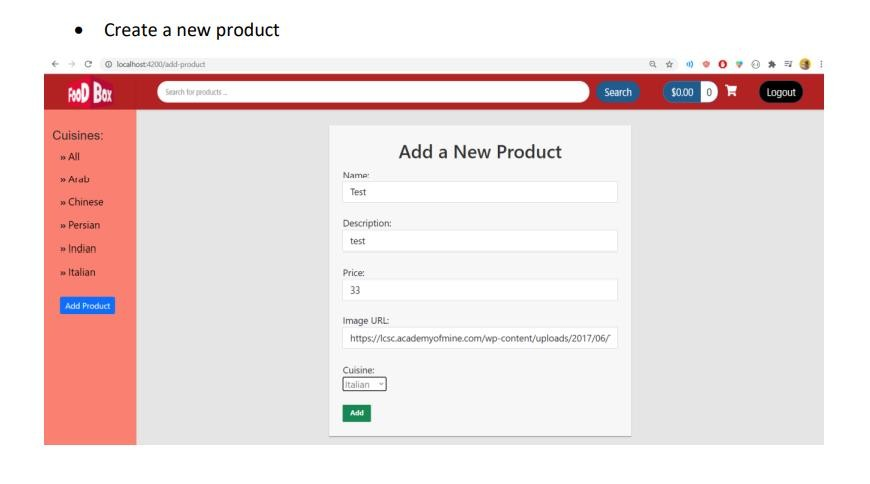 • Create a new product
localhost:4200/add-product
FooD Box
Search for products ...
Search
$0.00 0
Logout
Cuisines:
» All
» Arab
» Chinese
» Persian
» Indian
» Italian
Add Product
Add a New Product
Name:
Test
Description:
test
Price:
33
Image URL:
https://lcsc.academyofmine.com/wp-content/uploads/2017/06/
Cuisine:
Italian
Add